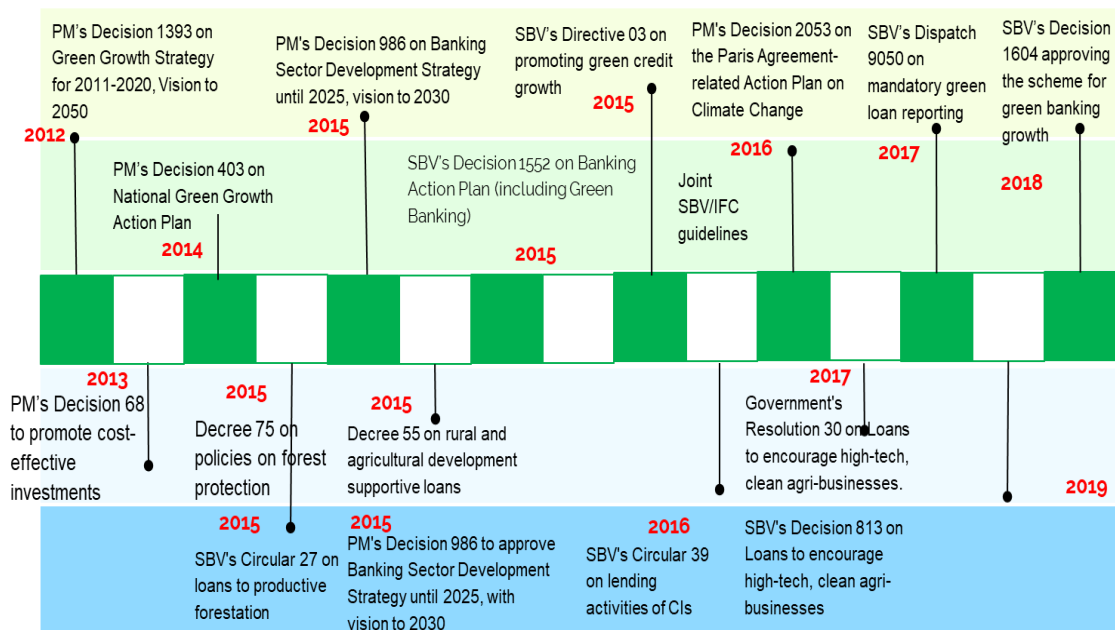 PM's Decision 1393 on
Green Growth Strategy
for 2011-2020, Vision to
2050
2012
PM's Decision 986 on Banking
Sector Development Strategy
until 2025, vision to 2030
2015
SBV's Directive 03 on
promoting green credit
growth
2015
PM's Decision 2053 on
the Paris Agreement-
related Action Plan on
Climate Change
2016
SBV's Dispatch
9050 on
mandatory green
loan reporting
2017
SBV's Decision
1604 approving
the scheme for
green banking
growth
2018
PM's Decision 403 on
National Green Growth
Action Plan
2014
SBV's Decision 1552 on Banking
Action Plan (including Green
Banking)
2015
Joint
SBV/IFC
guidelines
2013
PM's Decision 68
to promote cost-
effective
investments
2015
Decree 75 on
policies on forest
protection
2015
Decree 55 on rural and
agricultural development
supportive loans
2017
Government's
Resolution 30 on Loans
to encourage high-tech,
clean agri-businesses.
2019
2015
SBV's Circular 27 on
loans to productive
forestation
2015
PM's Decision 986 to approve
Banking Sector Development
Strategy until 2025, with
vision to 2030
2016
SBV's Circular 39
on lending
activities of CIs
SBV's Decision 813 on
Loans to encourage
high-tech, clean agri-
businesses